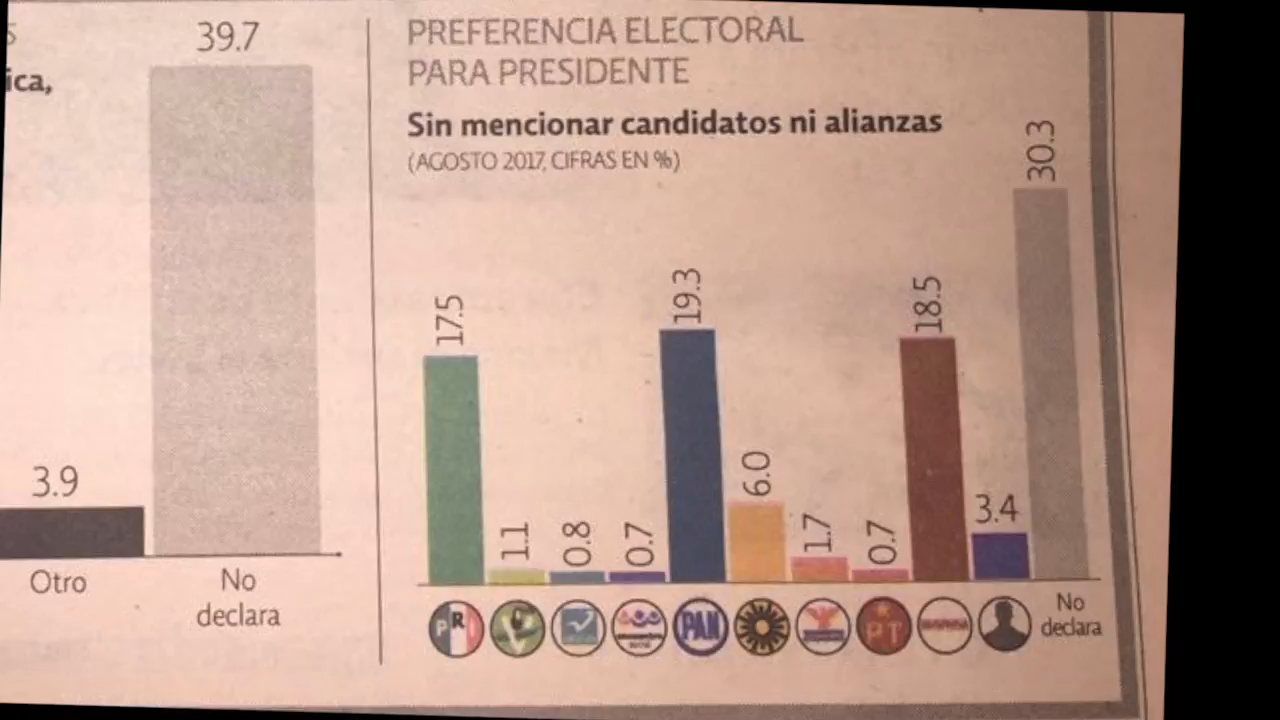 ica,
39.7
3.9
Otro
No
declara
PREFERENCIA ELECTORAL
PARA PRESIDENTE
Sin mencionar candidatos ni alianzas
(AGOSTO 2017, CIFRAS EN %)
17.5
1.1
0.8
0.7
19.3
6.0
1.7
0.7
18.5
3.4
30.3
PRI
PAN
PT
No
declara